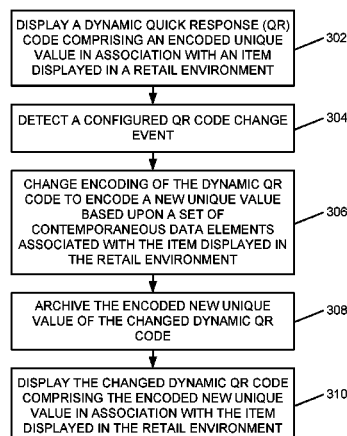 DISPLAY A DYNAMIC QUICK RESPONSE (QR)
CODE COMPRISING AN ENCODED UNIQUE
VALUE IN ASSOCIATION WITH AN ITEM
DISPLAYED IN A RETAIL ENVIRONMENT
302
DETECT A CONFIGURED QR CODE CHANGE
EVENT
304
CHANGE ENCODING OF THE DYNAMIC QR
CODE TO ENCODE A NEW UNIQUE VALUE
BASED UPON A SET OF
CONTEMPORANEOUS DATA ELEMENTS
ASSOCIATED WITH THE ITEM DISPLAYED IN
THE RETAIL ENVIRONMENT
306
ARCHIVE THE ENCODED NEW UNIQUE
VALUE OF THE CHANGED DYNAMIC QR
CODE
308
DISPLAY THE CHANGED DYNAMIC QR CODE
COMPRISING THE ENCODED NEW UNIQUE
VALUE IN ASSOCIATION WITH THE ITEM
DISPLAYED IN THE RETAIL ENVIRONMENT
310